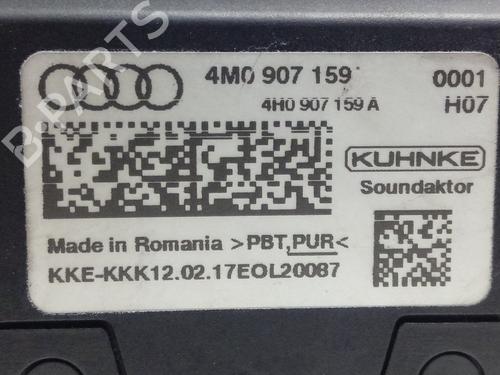 4M0 907 159
0001
4H0 907 159 A
H07
KUHNKE
Soundaktor
Made in Romania >PBT,PUR<
KKE-KKK12.02.17EOL20087
B-PARTS